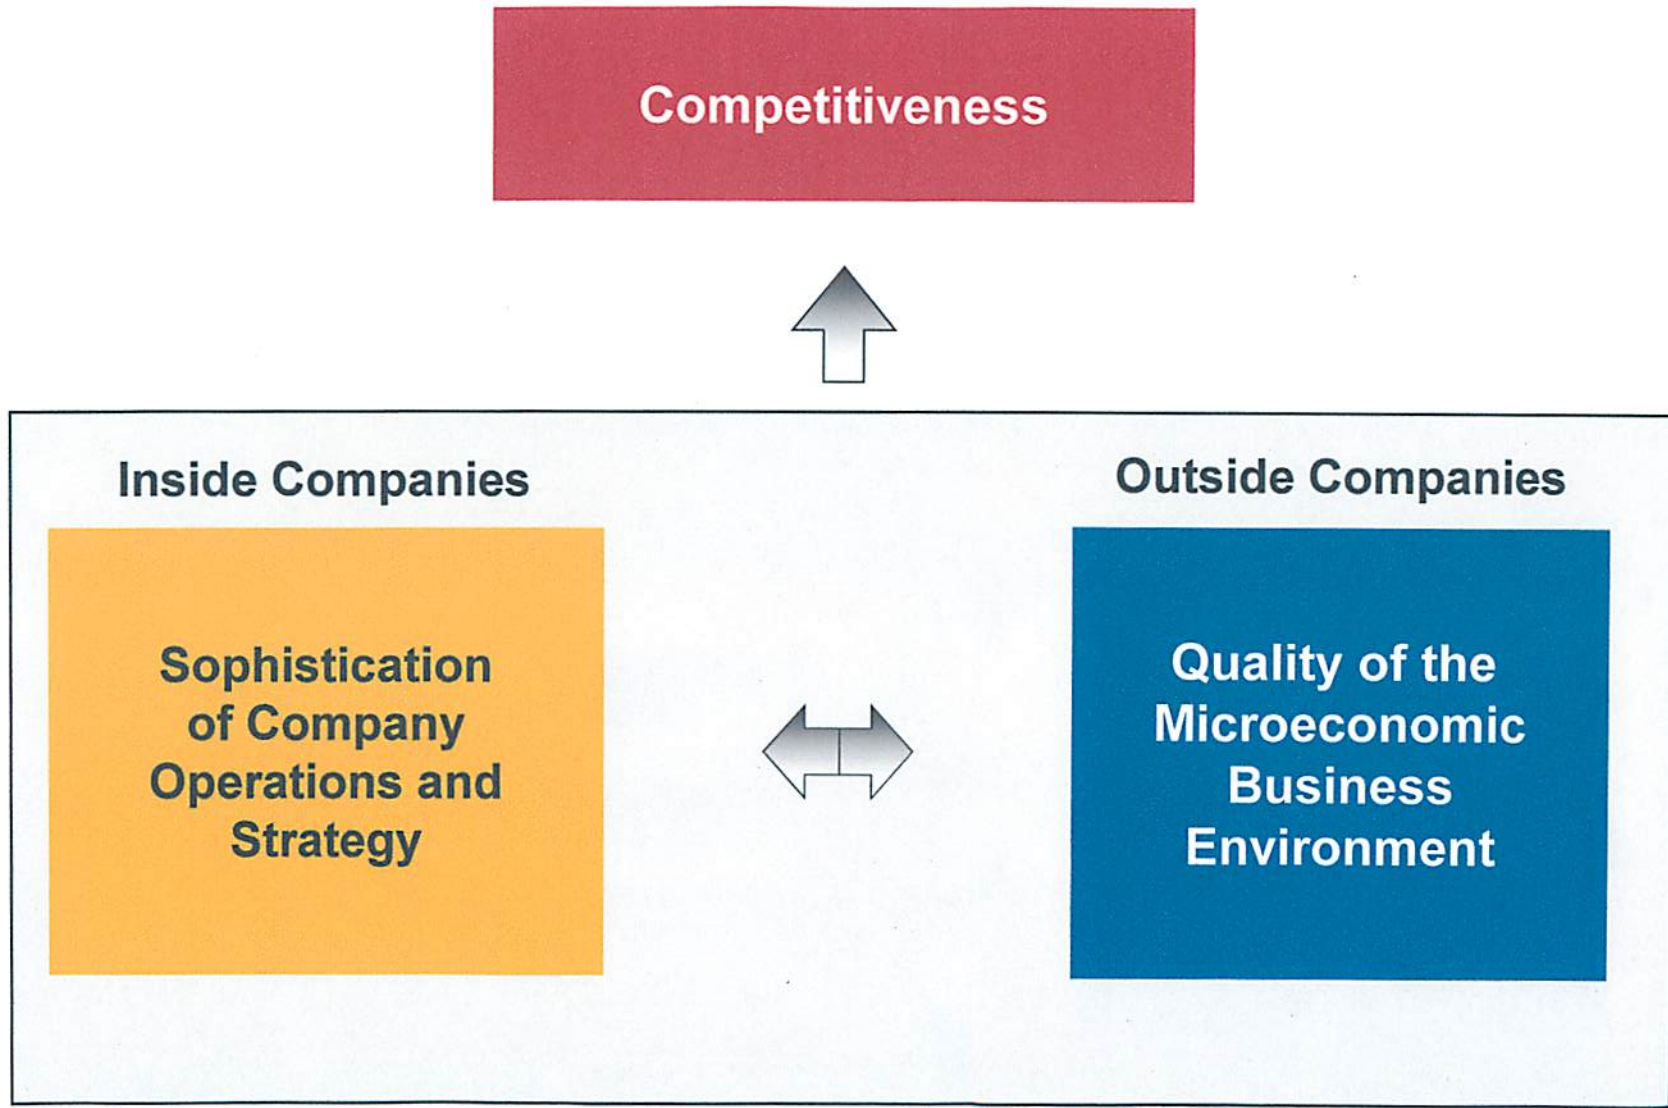 Competitiveness
Inside Companies
Outside Companies
Sophistication
of Company
Operations and
Strategy
Quality of the
Microeconomic
Business
Environment